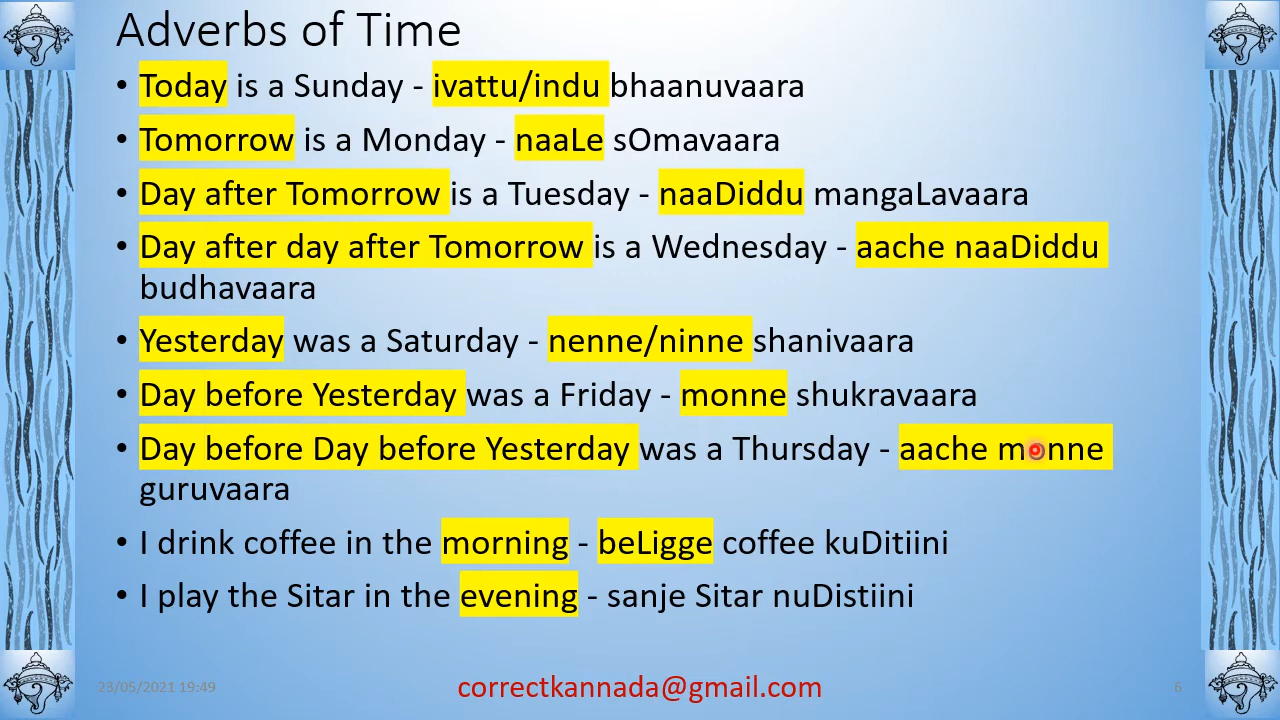 Adverbs of Time
• Today is a Sunday - ivattu/indu bhaanuvaara
• Tomorrow is a Monday - naaLe sOmavaara
• Day after Tomorrow is a Tuesday - naaDiddu mangaLavaara
• Day after day after Tomorrow is a Wednesday - aache naaDiddu
budhavaara
• Yesterday was a Saturday - nenne/ninne shanivaara
• Day before Yesterday was a Friday - monne shukravaara
• Day before Day before Yesterday was a Thursday - aache monne
guruvaara
• I drink coffee in the morning - beLigge coffee kuDitiini
• I play the Sitar in the evening - sanje Sitar nuDistiini
23/05/2021 19:49 correctkannada@gmail.com 6